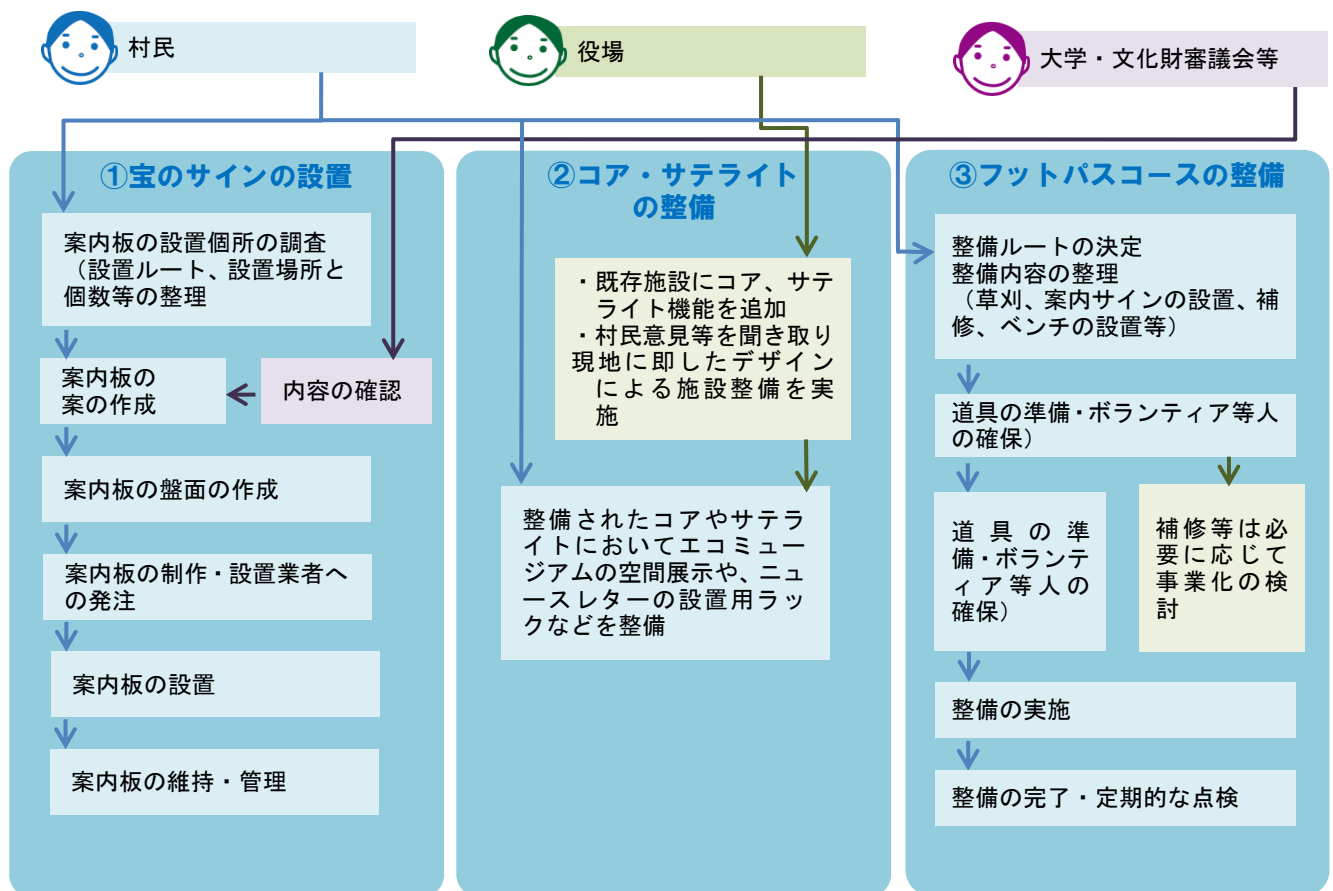 村民
役場
大学・文化財審議会等
①宝のサインの設置
案内板の設置個所の調査
（設置ルート、設置場所と
個数等の整理
案内板の
案の作成
内容の確認
案内板の盤面の作成
案内板の制作・設置業者へ
の発注
案内板の設置
案内板の維持・管理
②コア・サテライト
の整備
・既存施設にコア、サテ
ライト機能を追加
・村民意見等を聞き取り
現地に即したデザイン
による施設整備を実
施
整備されたコアやサテラ
イトにおいてエコミュー
ジアムの空間展示や、ニュ
ースレターの設置用ラッ
クなどを整備
③フットパスコースの整備
整備ルートの決定
整備内容の整理
（草刈、案内サインの設置、補
修、ベンチの設置等）
道具の準備・ボランティア等人
の確保）
道具の準
備・ボランテ
ィア等人の
確保）
補修等は必
要に応じて
事業化の検
討
整備の実施
整備の完了・定期的な点検